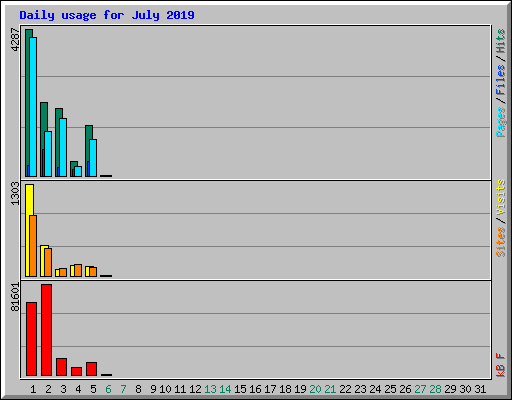 Daily usage for July 2019
4287
Pages/Files/Hits
1303
Sites/Visits
81601
kB F
1 2 3 4 5 6 7 8 9 10 11 12 13 14 15 16 17 18 19 20 21 22 23 24 25 26 27 28 29 30 31